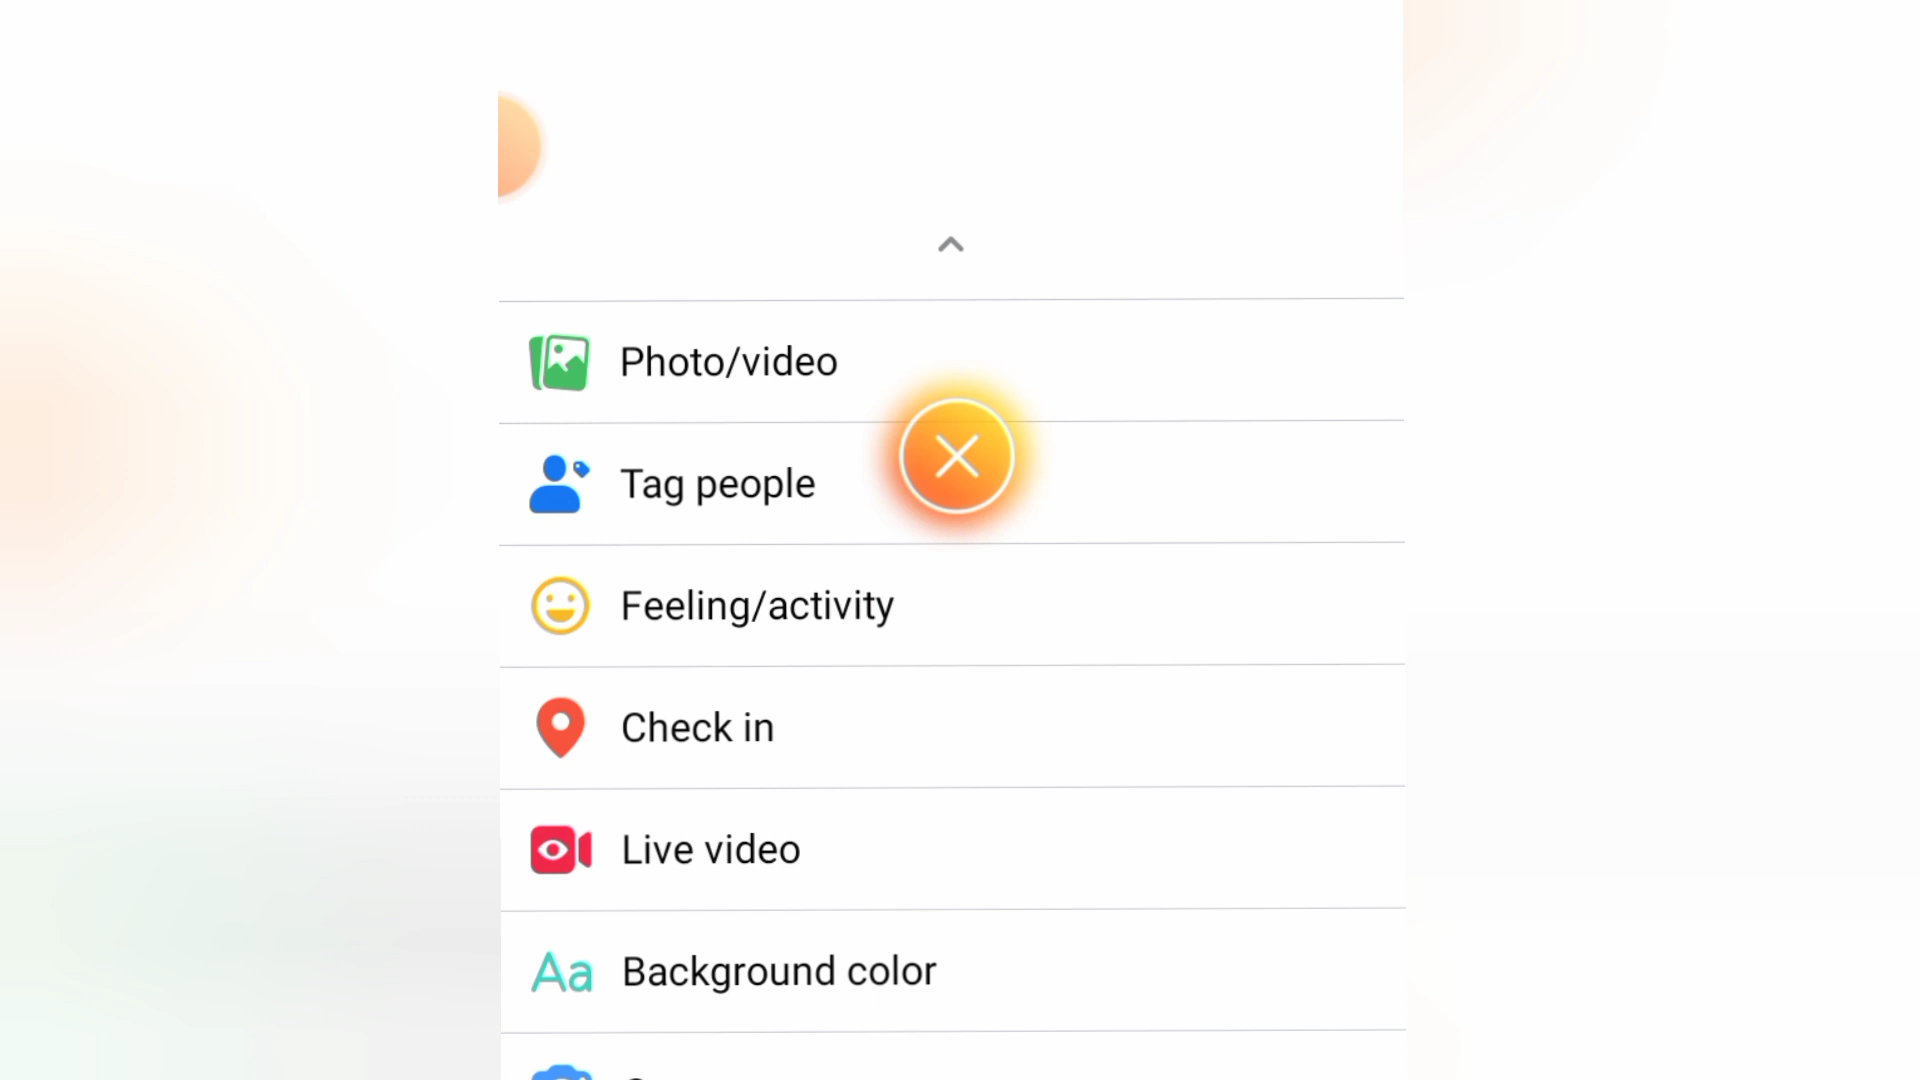 Photo/video
Tag people
Feeling/activity
Check in
Live video
Aa Background color